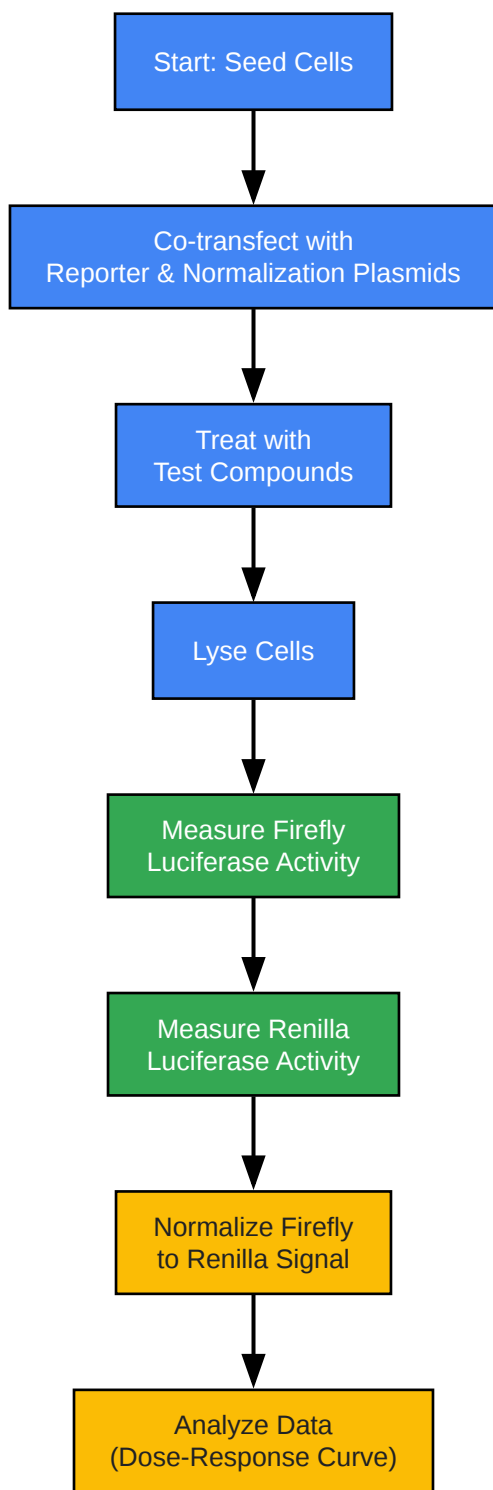 Start: Seed Cells
Co-transfect with
Reporter & Normalization Plasmids
Treat with
Test Compounds
Lyse Cells
Measure Firefly
Luciferase Activity
Measure Renilla
Luciferase Activity
Normalize Firefly
to Renilla Signal
Analyze Data
(Dose-Response Curve)